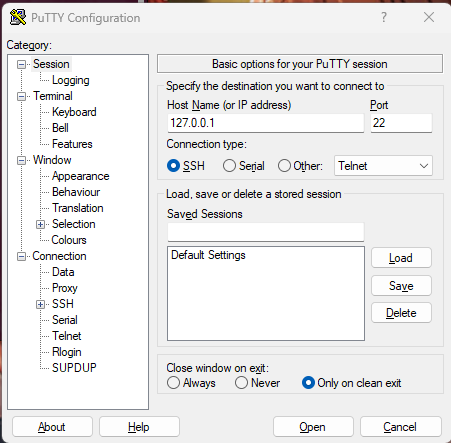 PuTTY Configuration
?
Category:
Session
Logging
Terminal
Keyboard
Bell
Features
Window
Appearance
Behaviour
Translation
Selection
Colours
Connection
Data
Proxy
SSH
Serial
Telnet
Rlogin
SUPDUP
Basic options for your PuTTY session
Specify the destination you want to connect to
Host Name (or IP address) Port
127.0.0.1 22
Connection type:
SSH Serial Other: Telnet
Load, save or delete a stored session
Saved Sessions
Default Settings
Load
Save
Delete
Close window on exit:
Always Never Only on clean exit
About Help Open Cancel